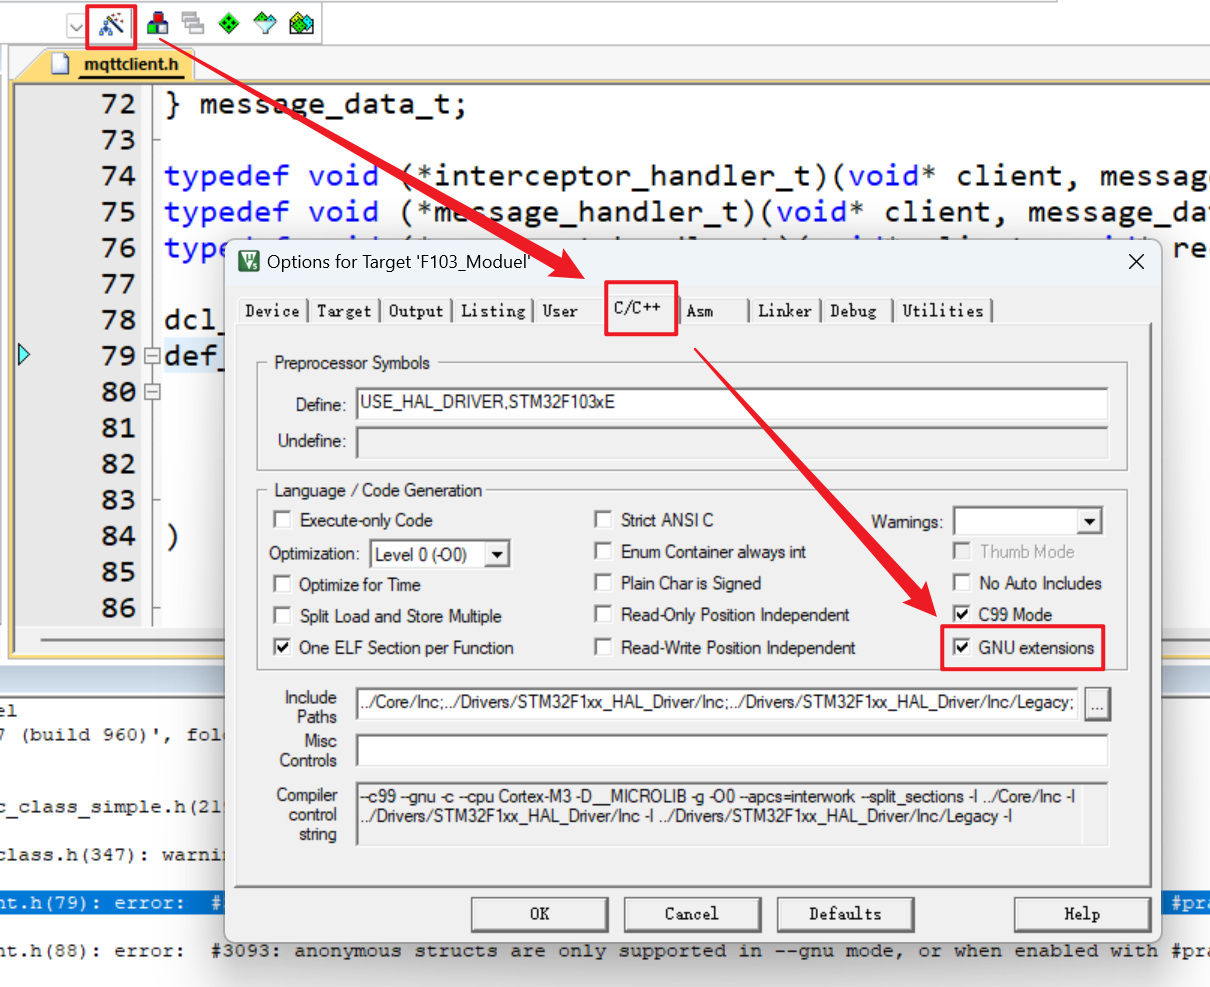 mqttclient.h
72 } message_data_t;
73
74 typedef void (*interceptor_handler_t)(void* client, messag
75 typedef void (*message_handler_t)(void* client, message_da
76
77
78 dcl_
79 def_
80
81
82
83
84 )
85
86
Options for Target 'F103_Moduel'
Device Target Output Listing User C/C++ Asm Linker Debug Utilities
Preprocessor Symbols
Define: USE_HAL_DRIVER,STM32F103xE
Undefine:
Language / Code Generation
Execute-only Code Strict ANSI C Warnings:
Optimization: Level 0 (-O0) Enum Container always int Thumb Mode
Optimize for Time Plain Char is Signed No Auto Includes
Split Load and Store Multiple Read-Only Position Independent C99 Mode
One ELF Section per Function Read-Write Position Independent GNU extensions
Include
Paths
../Core/Inc;../Drivers/STM32F1xx_HAL_Driver/Inc;../Drivers/STM32F1xx_HAL_Driver/Inc/Legacy; ...
Misc
Controls
Compiler
control
string
--c99 --gnu -c --cpu Cortex-M3 -D__MICROLIB -g -O0 --apcs=interwork --split_sections -I ../Core/Inc -I
../Drivers/STM32F1xx_HAL_Driver/Inc -I ../Drivers/STM32F1xx_HAL_Driver/Inc/Legacy -I
OK Cancel Defaults Help
el
7 (build 960)', fol
c_class_simple.h(21
class.h(347): warni
nt.h(79): error: # #pr
nt.h(88): error: #3093: anonymous structs are only supported in --gnu mode, or when enabled with #pr